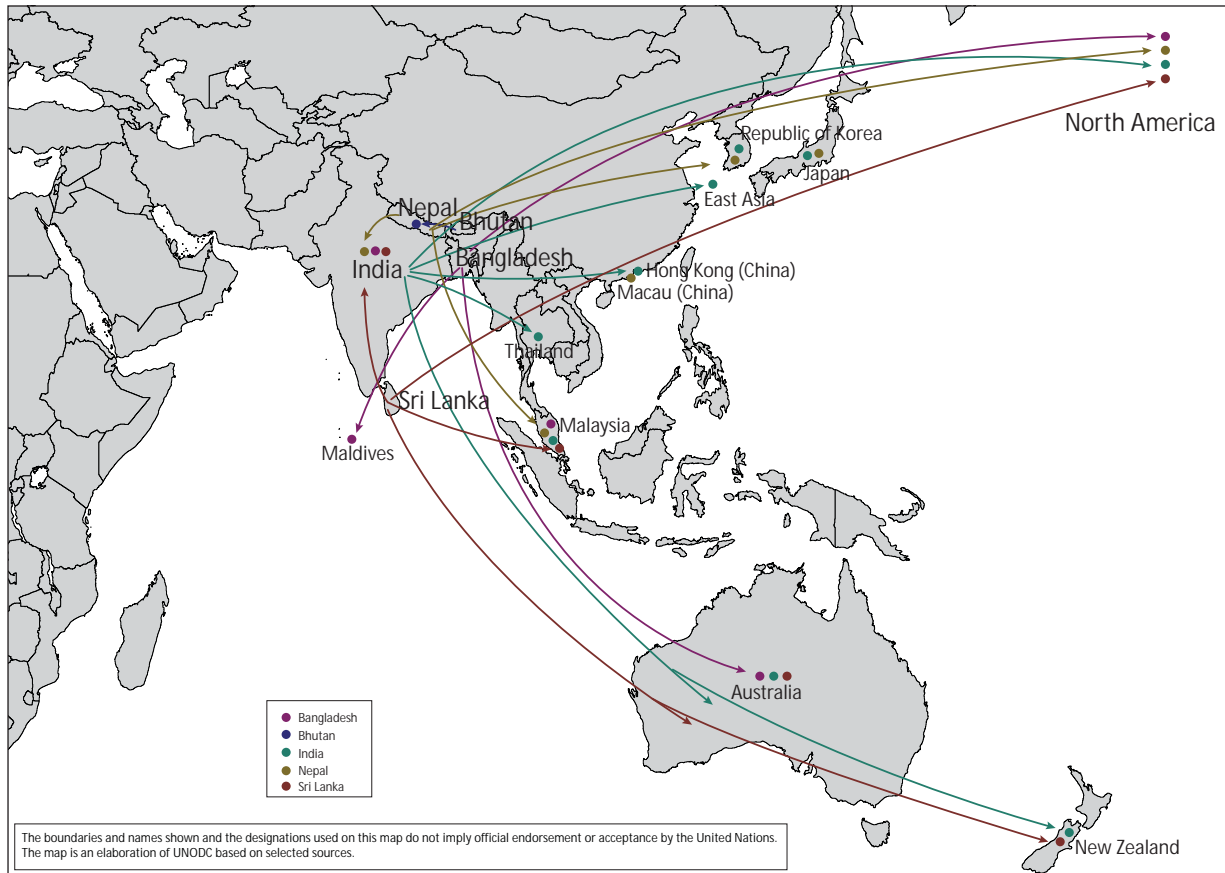 North America
Republic of Korea
Japan
East Asia
Nepal
Bhutan
Bangladesh
India
Hong Kong (China)
Macau (China)
Thailand
Sri Lanka
Malaysia
Maldives
Australia
New Zealand
Bangladesh
Bhutan
India
Nepal
Sri Lanka
The boundaries and names shown and the designations used on this map do not imply official endorsement or acceptance by the United Nations.
The map is an elaboration of UNODC based on selected sources.